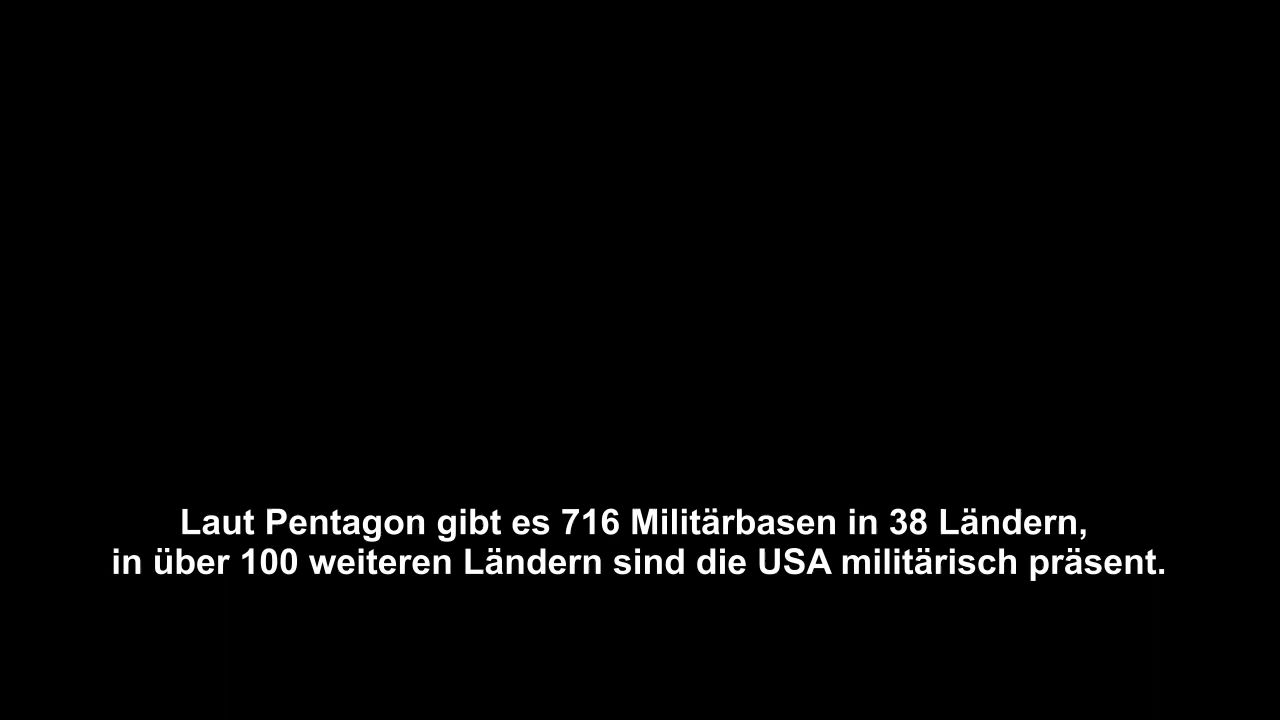 Laut Pentagon gibt es 716 Militärbasen in 38 Ländern,
in über 100 weiteren Ländern sind die USA militärisch präsent.